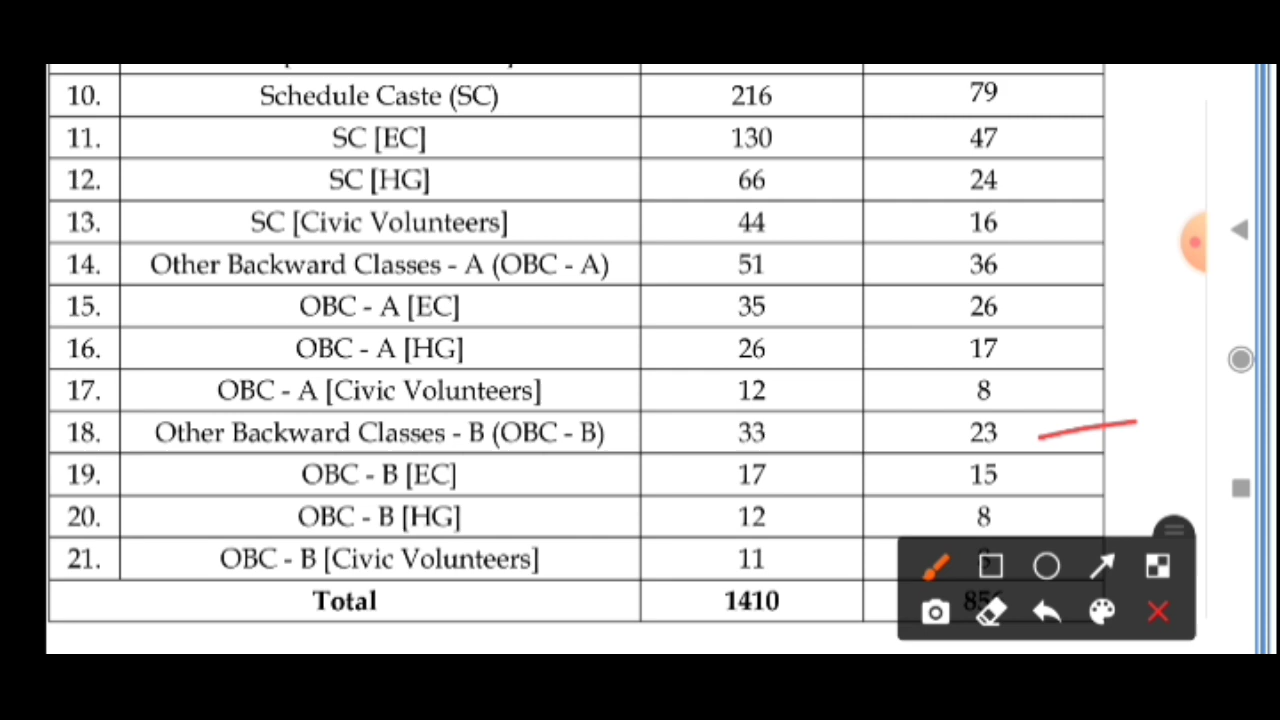 10. Schedule Caste (SC) 216 79
11. SC [EC] 130 47
12. SC [HG] 66 24
13. SC [Civic Volunteers] 44 16
14. Other Backward Classes - A (OBC - A) 51 36
15. OBC - A [EC] 35 26
16. OBC - A [HG] 26 17
17. OBC - A [Civic Volunteers] 12 8
18. Other Backward Classes - B (OBC - B) 33 23
19. OBC - B [EC] 17 15
20. OBC - B [HG] 12 8
21. OBC - B [Civic Volunteers] 11
Total 1410